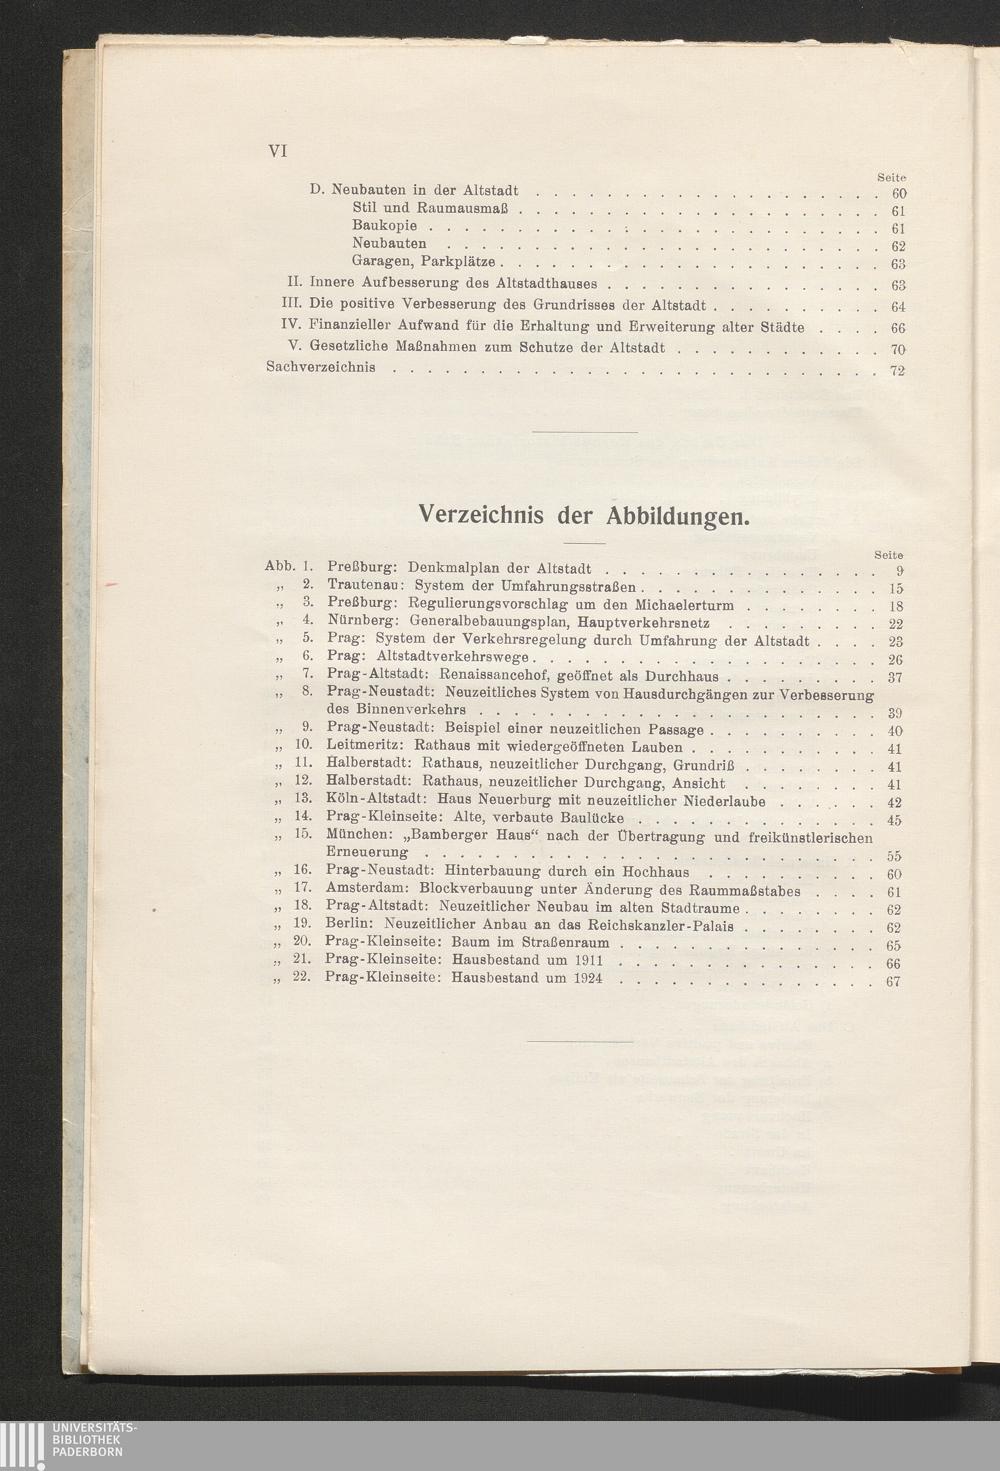 VI
Seite
D. Neubauten in der Altstadt . . . . . . . . . . . . . . . . . . 60
Stil und Raumausmaß . . . . . . . . . . . . . . . . . . . . 61
Baukopie . . . . . . . . . . . . . . . . . . . . . . . . . 61
Neubauten . . . . . . . . . . . . . . . . . . . . . . . . 62
Garagen, Parkplätze . . . . . . . . . . . . . . . . . . . . 63
II. Innere Aufbesserung des Altstadthauses . . . . . . . . . . . . . . 63
III. Die positive Verbesserung des Grundrisses der Altstadt . . . . . . . . . 64
IV. Finanzieller Aufwand für die Erhaltung und Erweiterung alter Städte . . . . 66
V. Gesetzliche Maßnahmen zum Schutze der Altstadt . . . . . . . . . . . 70
Sachverzeichnis . . . . . . . . . . . . . . . . . . . . . . . . . . . 72
Verzeichnis der Abbildungen.
Seite
Abb. 1. Preßburg: Denkmalplan der Altstadt . . . . . . . . . . . . . . . . 9
„ 2. Trautenau: System der Umfahrungsstraßen . . . . . . . . . . . . . . 15
„ 3. Preßburg: Regulierungsvorschlag um den Michaelerturm . . . . . . . . 18
„ 4. Nürnberg: Generalbebauungsplan, Hauptverkehrsnetz . . . . . . . . . 22
„ 5. Prag: System der Verkehrsregelung durch Umfahrung der Altstadt . . . . 23
„ 6. Prag: Altstadtverkehrswege . . . . . . . . . . . . . . . . . . . . 26
„ 7. Prag-Altstadt: Renaissancehof, geöffnet als Durchhaus . . . . . . . . . 37
„ 8. Prag-Neustadt: Neuzeitliches System von Hausdurchgängen zur Verbesserung
des Binnenverkehrs . . . . . . . . . . . . . . . . . . . . . . . 39
„ 9. Prag-Neustadt: Beispiel einer neuzeitlichen Passage . . . . . . . . . . 40
„ 10. Leitmeritz: Rathaus mit wiedergeöffneten Lauben . . . . . . . . . . . 41
„ 11. Halberstadt: Rathaus, neuzeitlicher Durchgang, Grundriß . . . . . . . . 41
„ 12. Halberstadt: Rathaus, neuzeitlicher Durchgang, Ansicht . . . . . . . . 41
„ 13. Köln-Altstadt: Haus Neuerburg mit neuzeitlicher Niederlaube . . . . . . 42
„ 14. Prag-Kleinseite: Alte, verbaute Baulücke . . . . . . . . . . . . . . 45
„ 15. München: „Bamberger Haus“ nach der Übertragung und freikünstlerischen
Erneuerung . . . . . . . . . . . . . . . . . . . . . . . . . . 55
„ 16. Prag-Neustadt: Hinterbauung durch ein Hochhaus . . . . . . . . . . 60
„ 17. Amsterdam: Blockverbauung unter Änderung des Raummaßstabes . . . . 61
„ 18. Prag-Altstadt: Neuzeitlicher Neubau im alten Stadtraume . . . . . . . . 62
„ 19. Berlin: Neuzeitlicher Anbau an das Reichskanzler-Palais . . . . . . . . 62
„ 20. Prag-Kleinseite: Baum im Straßenraum . . . . . . . . . . . . . . . 65
„ 21. Prag-Kleinseite: Hausbestand um 1911 . . . . . . . . . . . . . . . 66
„ 22. Prag-Kleinseite: Hausbestand um 1924 . . . . . . . . . . . . . . . 67
UNIVERSITÄTS-
BIBLIOTHEK
PADERBORN